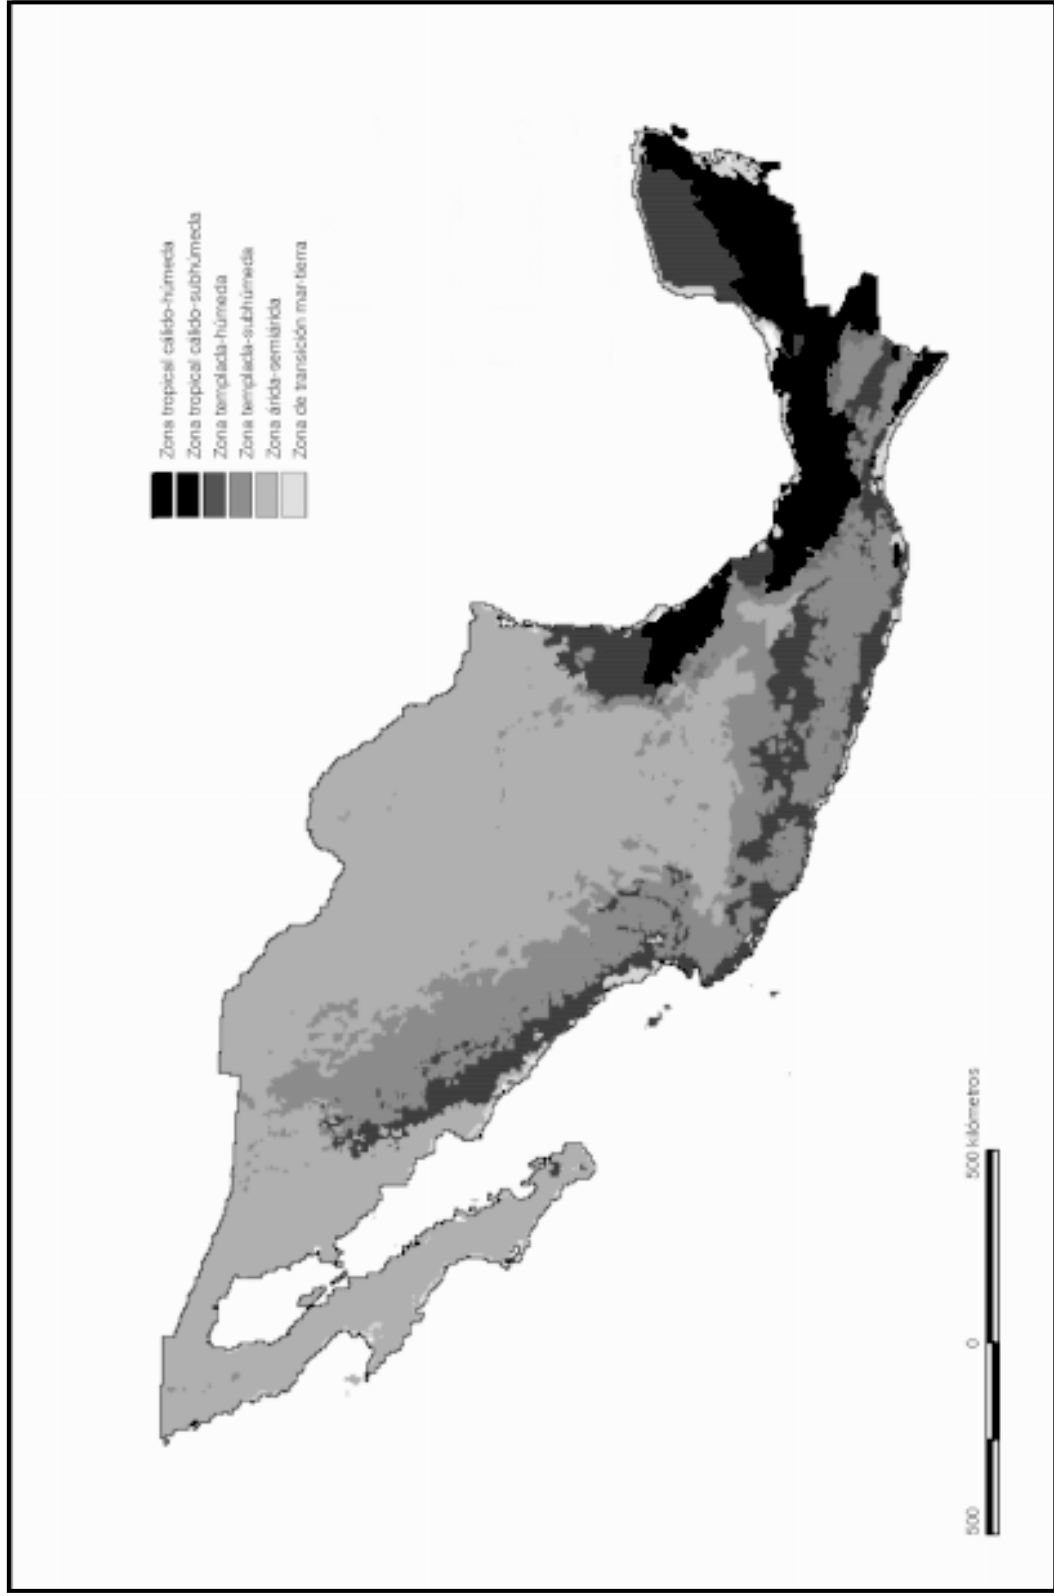 Zona tropical cálido-húmeda
Zona tropical cálido-subhúmeda
Zona templada-húmeda
Zona templada-subhúmeda
Zona árida-semiárida
Zona de transición mar-tierra
500 0 500 kilómetros